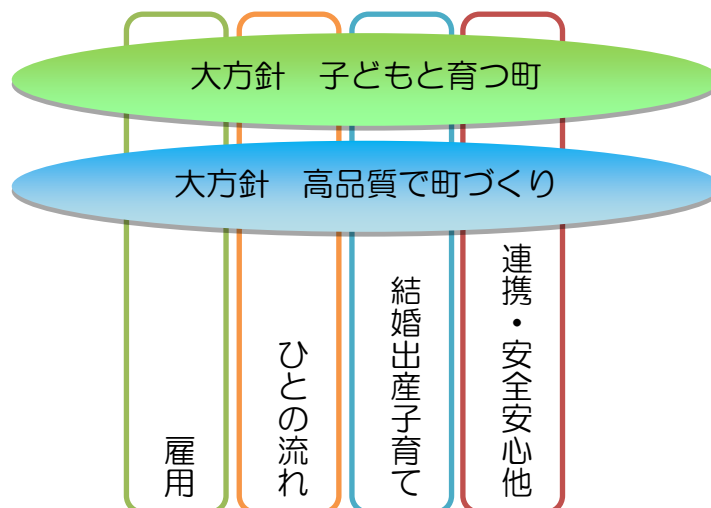 大方針　子どもと育つ町
大方針　高品質で町づくり
雇用
ひとの流れ
結婚出産子育て
連携・安全安心他